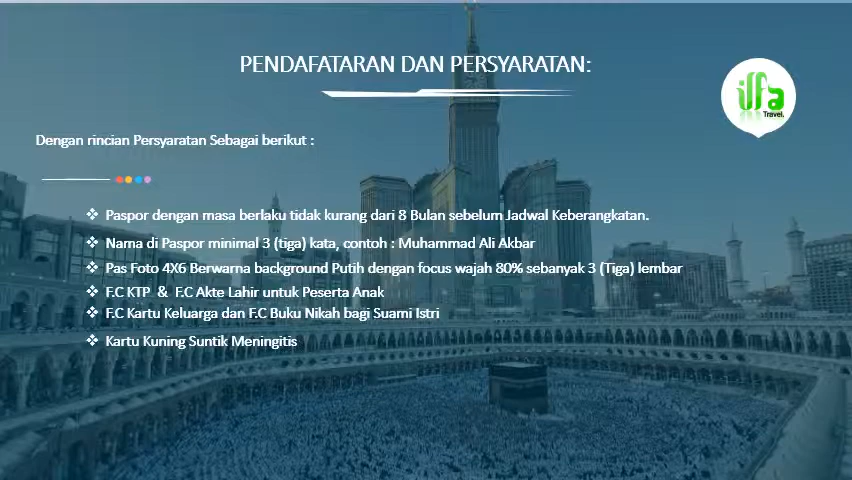 PENDAFATARAN DAN PERSYARATAN:
ilfa
Travel.
Dengan rincian Persyaratan Sebagai berikut :
❖ Paspor dengan masa berlaku tidak kurang dari 8 Bulan sebelum Jadwal Keberangkatan.
❖ Nama di Paspor minimal 3 (tiga) kata, contoh : Muhammad Ali Akbar
❖ Pas Foto 4X6 Berwarna background Putih dengan focus wajah 80% sebanyak 3 (Tiga) lembar
❖ F.C KTP & F.C Akte Lahir untuk Peserta Anak
❖ F.C Kartu Keluarga dan F.C Buku Nikah bagi Suami Istri
❖ Kartu Kuning Suntik Meningitis